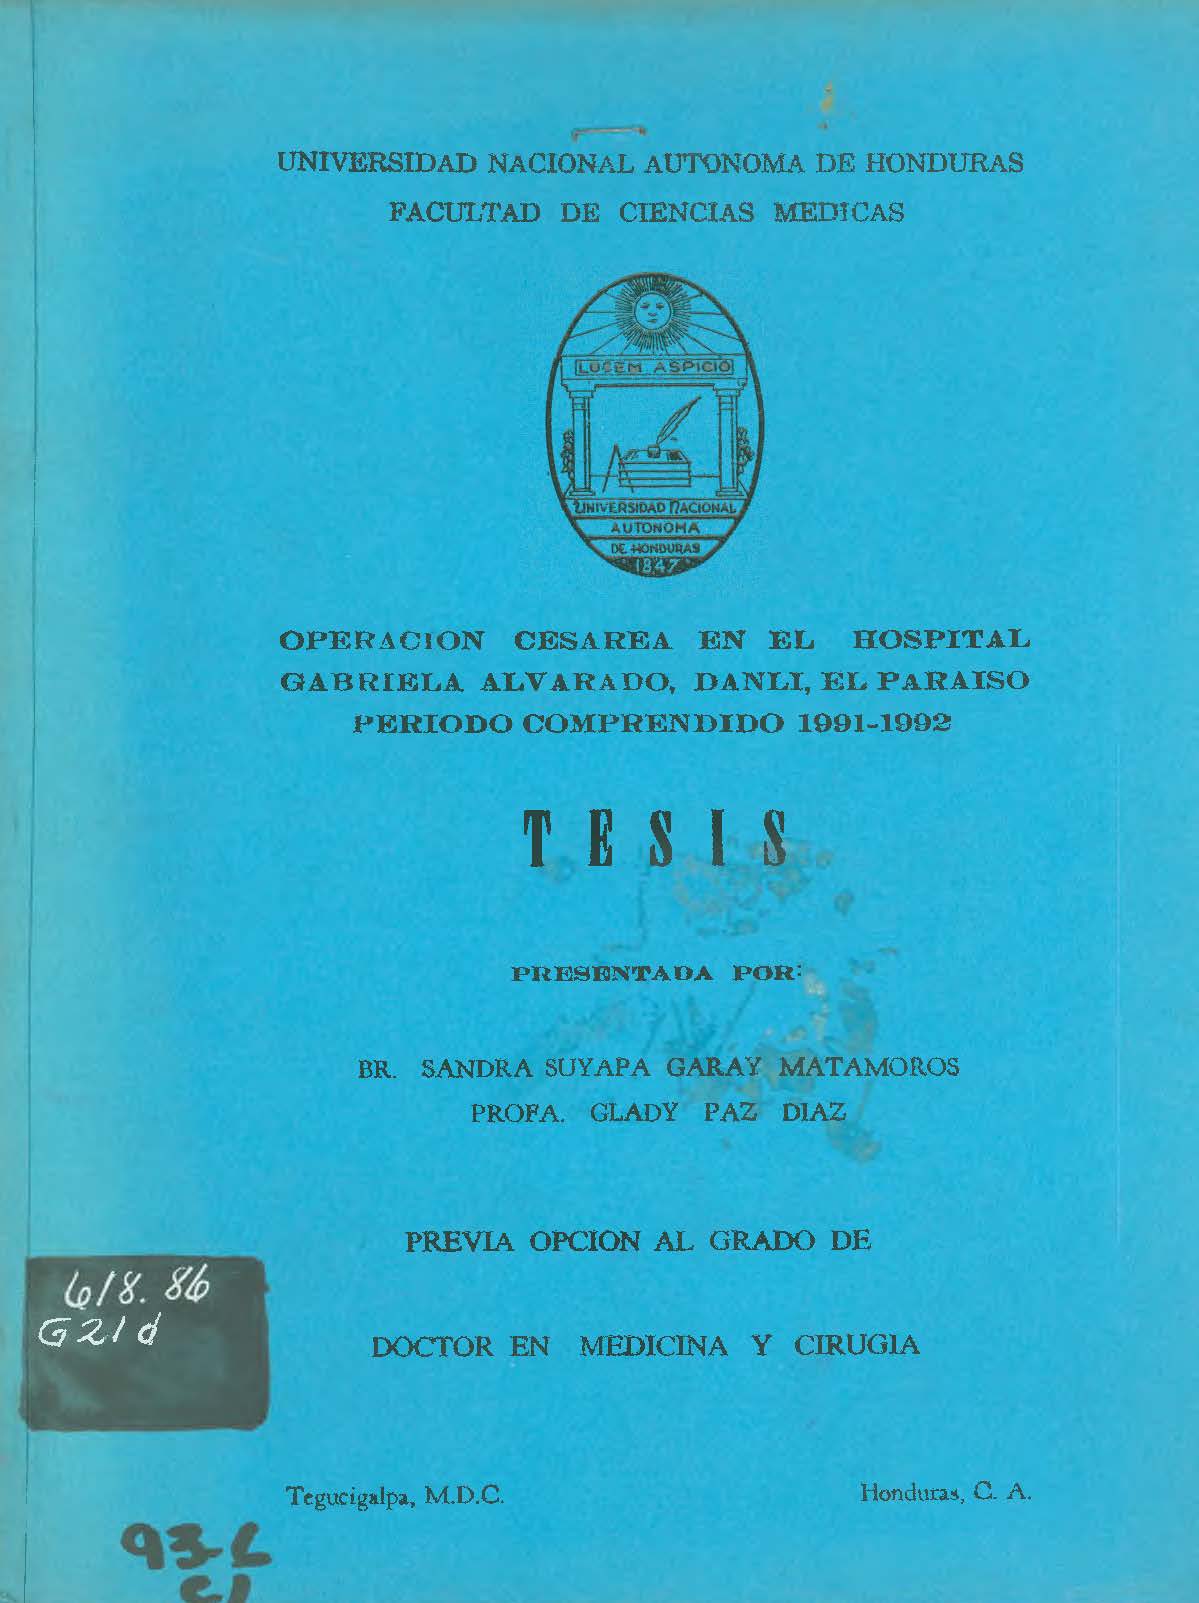 UNIVERSIDAD NACIONAL AUTONOMA DE HONDURAS
FACULTAD DE CIENCIAS MEDICAS
LUCEM ASPICIO
UNIVERSIDAD NACIONAL
AUTONOMA
DE HONDURAS
1847
OPERACION CESAREA EN EL HOSPITAL
GABRIELA ALVARADO, DANLI, EL PARAISO
PERIODO COMPRENDIDO 1991-1992
TESIS
PRESENTADA POR:
BR. SANDRA SUYAPA GARAY MATAMOROS
PROFA. GLADY PAZ DIAZ
PREVIA OPCION AL GRADO DE
618.86
G21d
DOCTOR EN MEDICINA Y CIRUGIA
Tegucigalpa, M.D.C. Honduras, C. A.